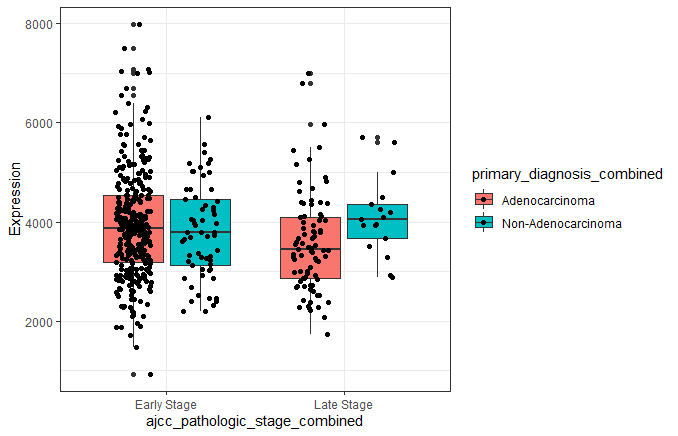 8000
6000
4000
2000
Expression
Early Stage
Late Stage
ajcc_pathologic_stage_combined
primary_diagnosis_combined
Adenocarcinoma
Non-Adenocarcinoma